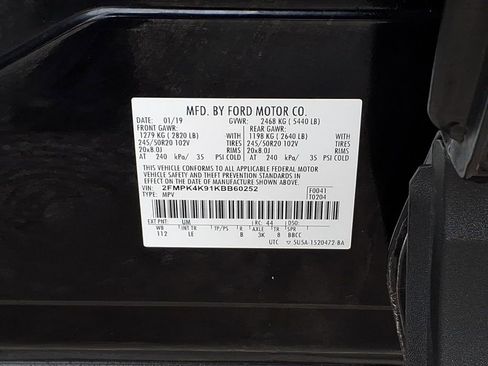 MFD. BY FORD MOTOR CO.
DATE: 01/19 GVWR: 2468 KG ( 5440 LB)
FRONT GAWR: REAR GAWR:
1279 KG ( 2820 LB) WITH 1198 KG ( 2640 LB) WITH
245/50R20 102V TIRES 245/50R20 102V TIRES
20x8.0J RIMS 20x8.0J RIMS
AT 240 kPa/ 35 PSI COLD AT 240 kPa/ 35 PSI COLD
THIS VEHICLE CONFORMS TO ALL APPLICABLE FEDERAL MOTOR
VEHICLE SAFETY AND THEFT PREVENTION STANDARDS IN EFFECT
ON THE DATE OF MANUFACTURE SHOWN ABOVE.
VIN: 2FMPK4K91KBB60252 F0041
TYPE: MPV T0204
EXT PNT: UM RC: 44 DSO:
WB INT TR TP/PS R AXLE TR SPR
112 LE B 3K 8 BBCC
UTC 5U5A-1520472-BA